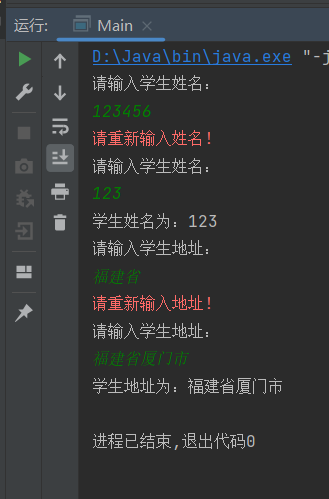 运行: Main ×
D:\Java\bin\java.exe "-j
请输入学生姓名:
123456
请重新输入姓名!
请输入学生姓名:
123
学生姓名为: 123
请输入学生地址:
福建省
请重新输入地址!
请输入学生地址:
福建省厦门市
学生地址为: 福建省厦门市
进程已结束,退出代码0